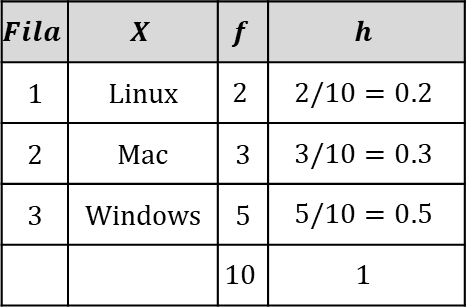 Fila X f h
1 Linux 2 2/10 = 0.2
2 Mac 3 3/10 = 0.3
3 Windows 5 5/10 = 0.5
10 1